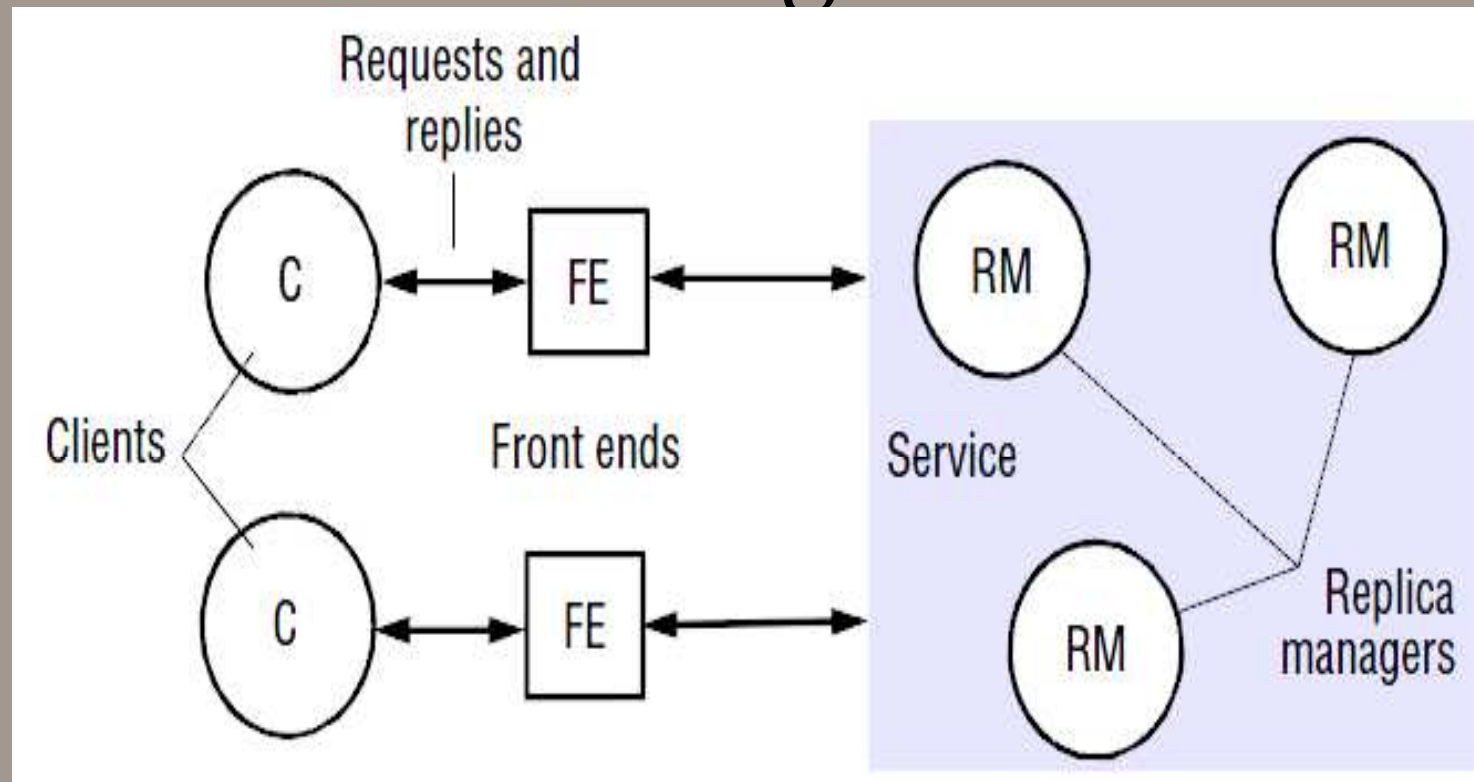 Requests and
replies
C
FE
RM
RM
Clients
Front ends
Service
C
FE
RM
Replica
managers